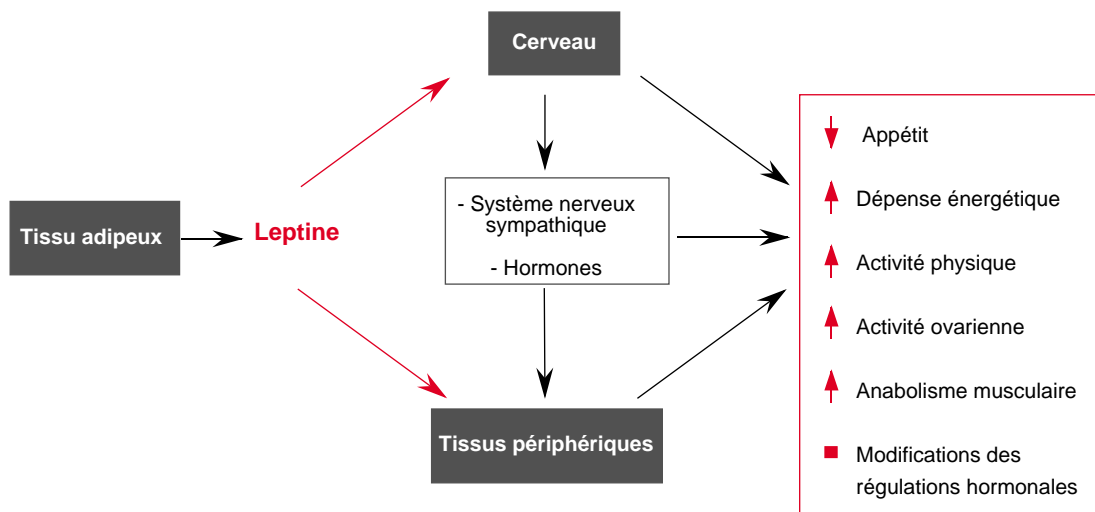 Cerveau
Tissu adipeux
Leptine
- Système nerveux
sympathique
- Hormones
Tissus périphériques
Appétit
Dépense énergétique
Activité physique
Activité ovarienne
Anabolisme musculaire
Modifications des
régulations hormonales